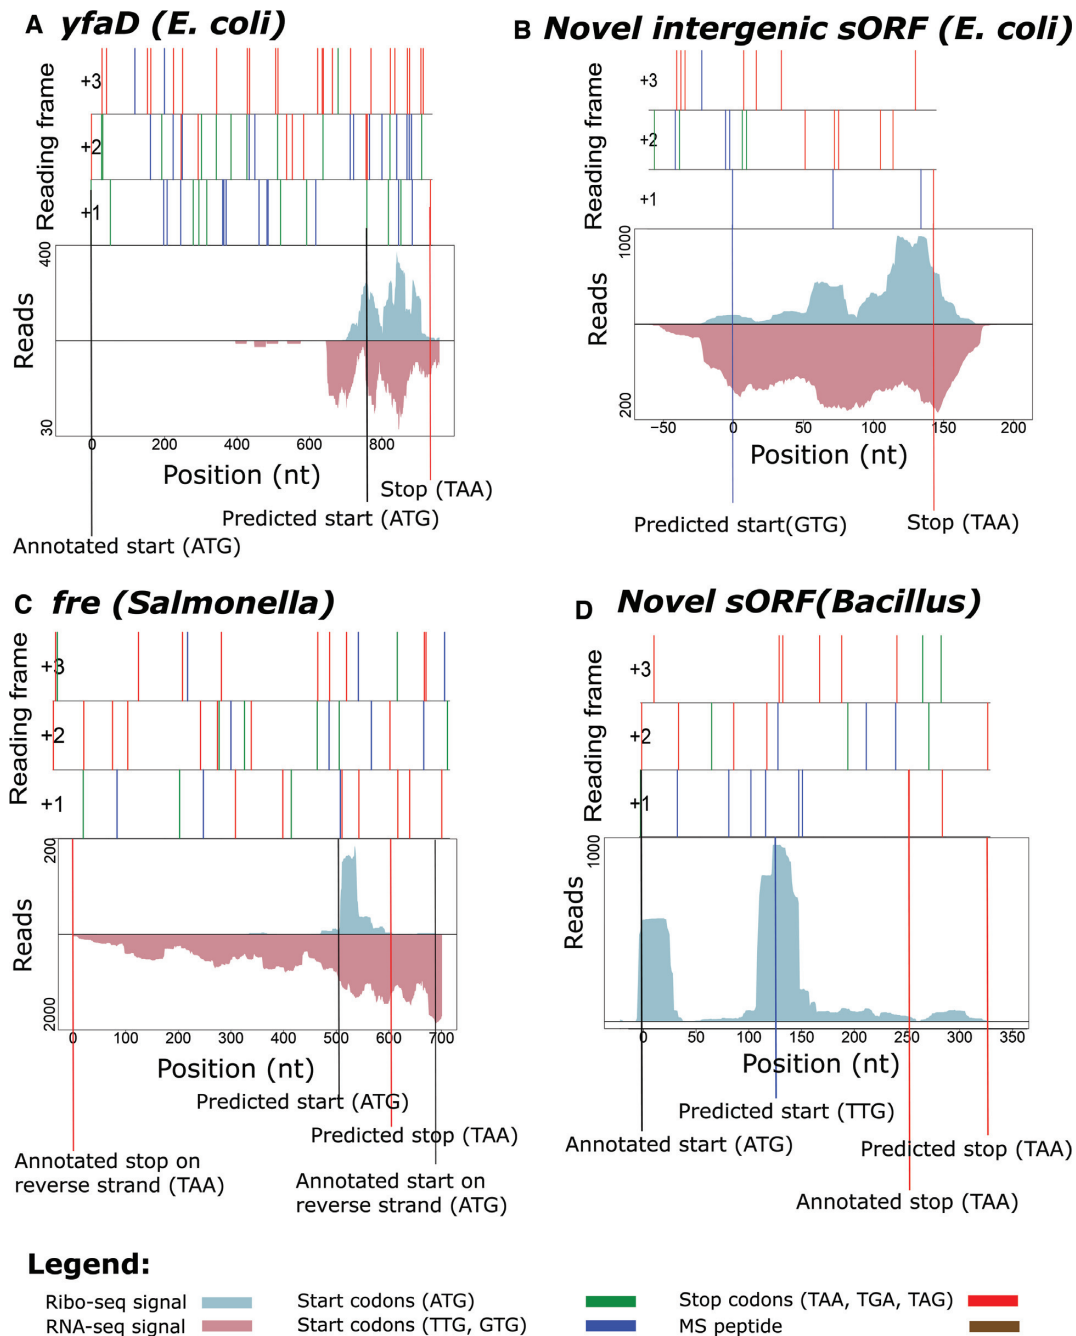 A yfaD (E. coli)
Reading frame
+3
+2
+1
Reads
400
30
0 200 400 600 800
Position (nt)
Stop (TAA)
Predicted start (ATG)
Annotated start (ATG)
B Novel intergenic sORF (E. coli)
Reading frame
+3
+2
+1
Reads
1000
200
−50 0 50 100 150 200
Position (nt)
Predicted start(GTG)
Stop (TAA)
C fre (Salmonella)
Reading frame
+3
+2
+1
Reads
200
2000
0 100 200 300 400 500 600 700
Position (nt)
Predicted start (ATG)
Predicted stop (TAA)
Annotated stop on
reverse strand (TAA)
Annotated start on
reverse strand (ATG)
D Novel sORF(Bacillus)
Reading frame
+3
+2
+1
Reads
1000
0 50 100 150 200 250 300 350
Position (nt)
Predicted start (TTG)
Annotated start (ATG)
Predicted stop (TAA)
Annotated stop (TAA)
Legend:
Ribo-seq signal
RNA-seq signal
Start codons (ATG)
Start codons (TTG, GTG)
Stop codons (TAA, TGA, TAG)
MS peptide